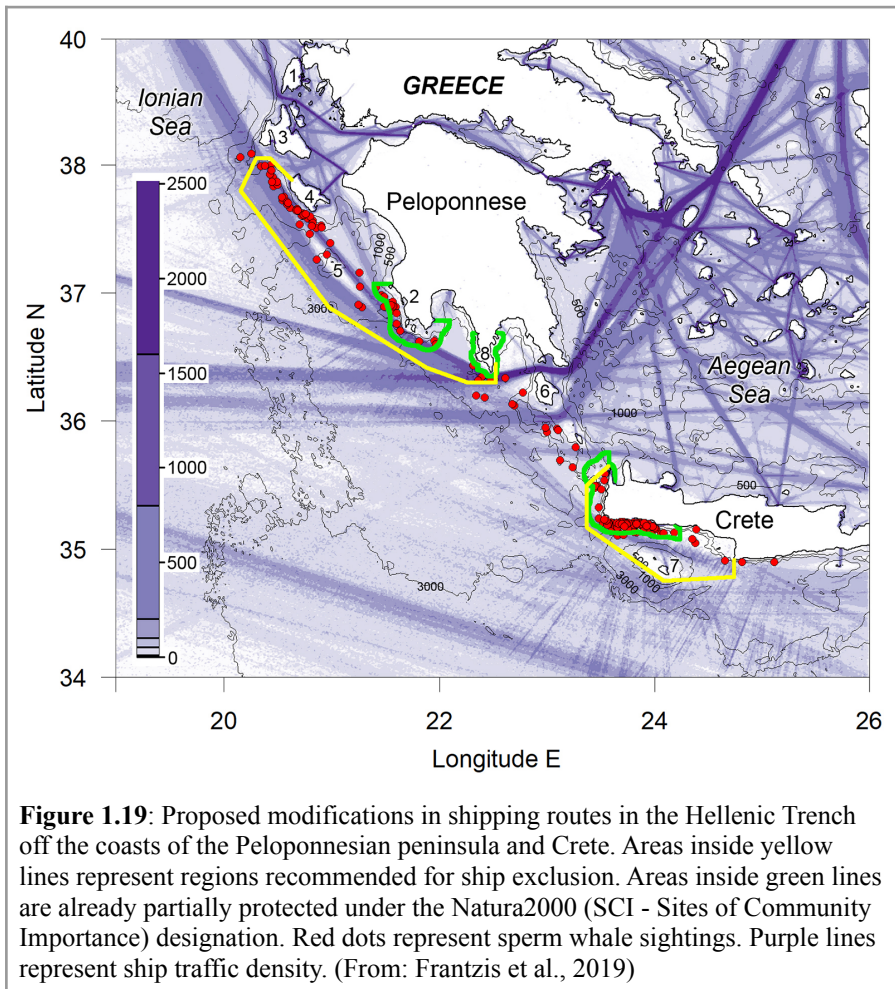 40
39
38
37
36
35
34
Latitude N
Ionian
Sea
GREECE
Peloponnese
Aegean
Sea
Crete
1
3
4
5
2
8
6
7
2500
2000
1500
1000
500
0
1000
500
3000
500
1000
500
3000
500
1000
3000
20
22
24
26
Longitude E
Figure 1.19: Proposed modifications in shipping routes in the Hellenic Trench
off the coasts of the Peloponnesian peninsula and Crete. Areas inside yellow
lines represent regions recommended for ship exclusion. Areas inside green lines
are already partially protected under the Natura2000 (SCI - Sites of Community
Importance) designation. Red dots represent sperm whale sightings. Purple lines
represent ship traffic density. (From: Frantzis et al., 2019)